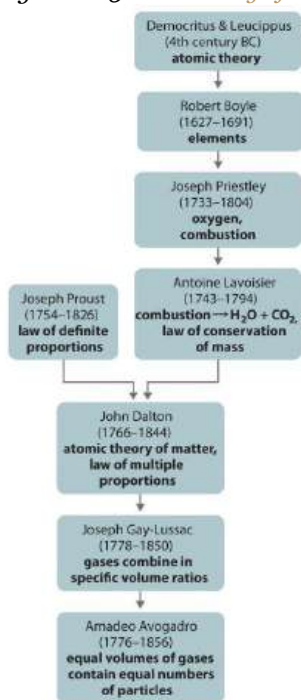 Democritus & Leucippus
(4th century BC)
atomic theory
Robert Boyle
(1627–1691)
elements
Joseph Priestley
(1733–1804)
oxygen,
combustion
Antoine Lavoisier
(1743–1794)
combustion → H₂O + CO₂,
law of conservation
of mass
Joseph Proust
(1754–1826)
law of definite
proportions
John Dalton
(1766–1844)
atomic theory of matter,
law of multiple
proportions
Joseph Gay-Lussac
(1778–1850)
gases combine in
specific volume ratios
Amadeo Avogadro
(1776–1856)
equal volumes of gases
contain equal numbers
of particles